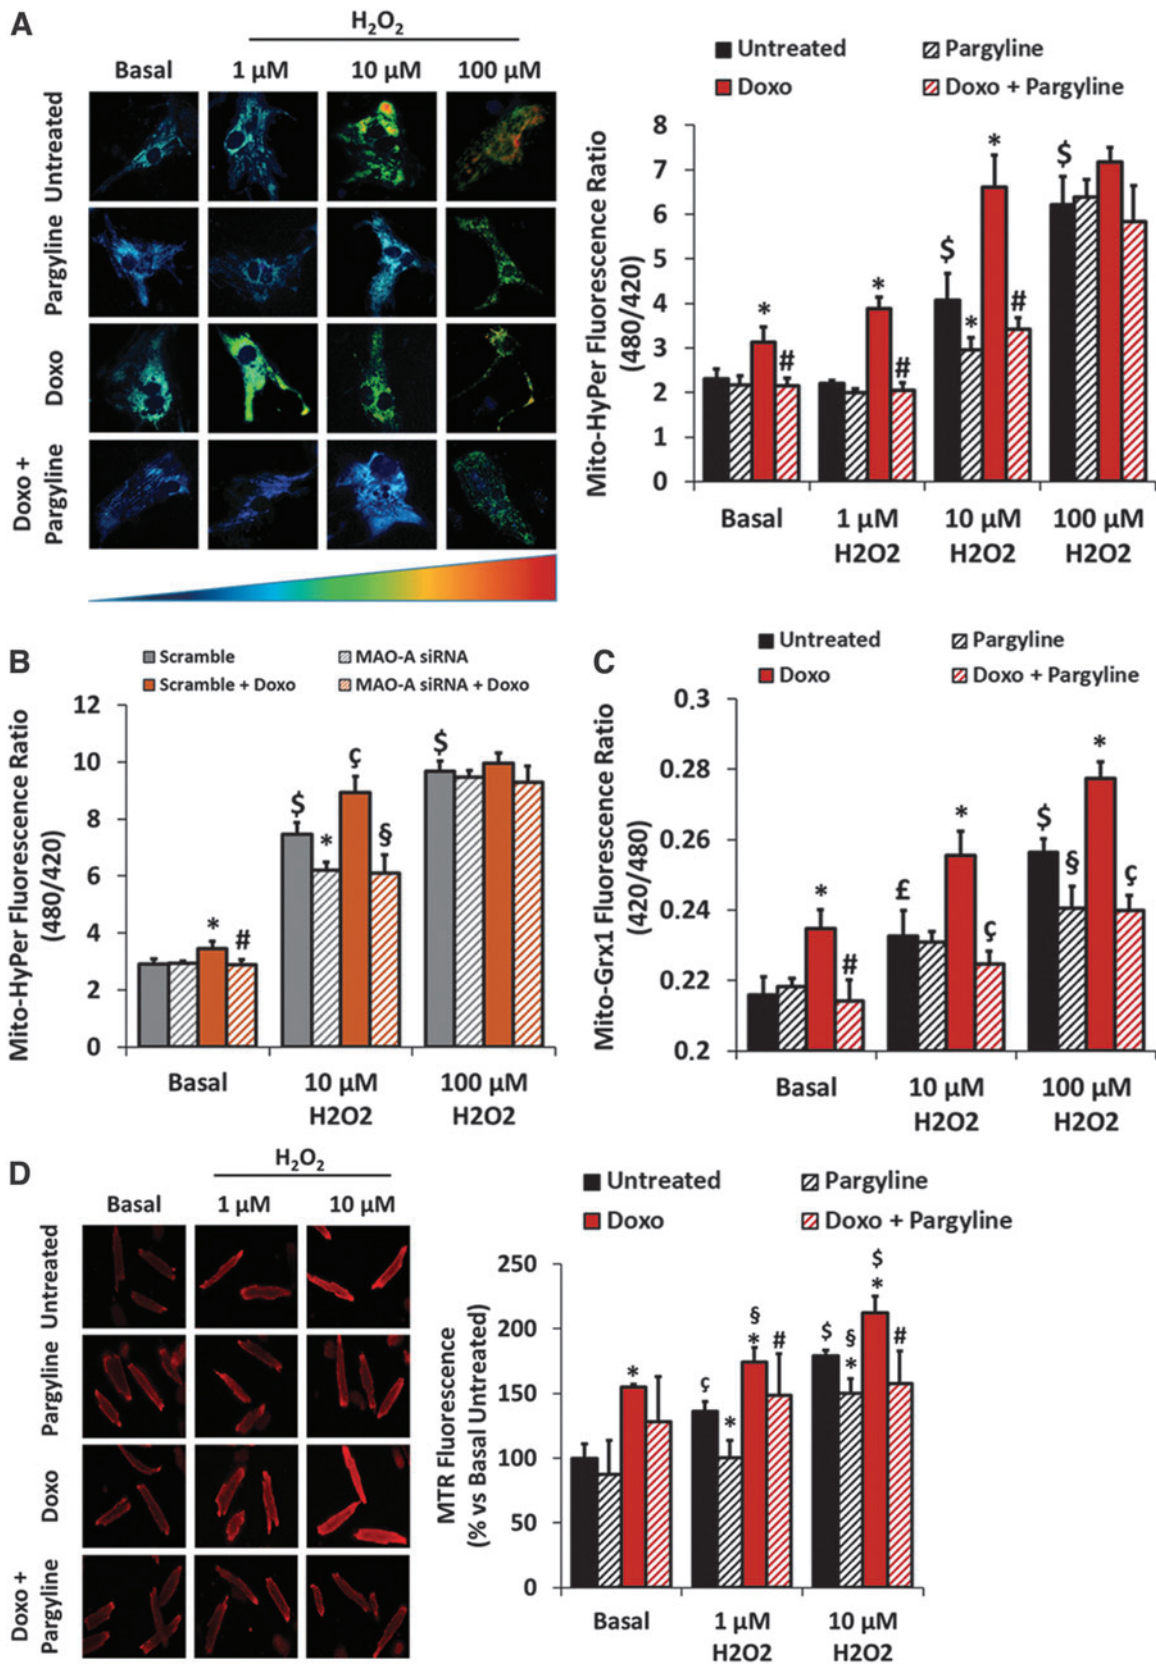 A
H₂O₂
Basal
1 μM
10 μM
100 μM
Untreated
Pargyline
Doxo
Doxo +
Pargyline
Untreated
Pargyline
Doxo
Doxo + Pargyline
Mito-HyPer Fluorescence Ratio
(480/420)
8
7
6
5
4
3
2
1
0
*
#
*
#
$
*
*
#
$
Basal
1 μM
H2O2
10 μM
H2O2
100 μM
H2O2
B
Scramble
MAO-A siRNA
Scramble + Doxo
MAO-A siRNA + Doxo
Mito-HyPer Fluorescence Ratio
(480/420)
12
10
8
6
4
2
0
*
#
$
*
ç
§
$
Basal
10 μM
H2O2
100 μM
H2O2
C
Untreated
Pargyline
Doxo
Doxo + Pargyline
Mito-Grx1 Fluorescence Ratio
(420/480)
0.3
0.28
0.26
0.24
0.22
0.2
*
#
£
*
ç
$
§
*
ç
Basal
10 μM
H2O2
100 μM
H2O2
D
H₂O₂
Basal
1 μM
10 μM
Untreated
Pargyline
Doxo
Doxo +
Pargyline
Untreated
Pargyline
Doxo
Doxo + Pargyline
MTR Fluorescence
(% vs Basal Untreated)
250
200
150
100
50
0
*
ç
*
§
*
#
$
§
*
$
*
#
Basal
1 μM
H2O2
10 μM
H2O2